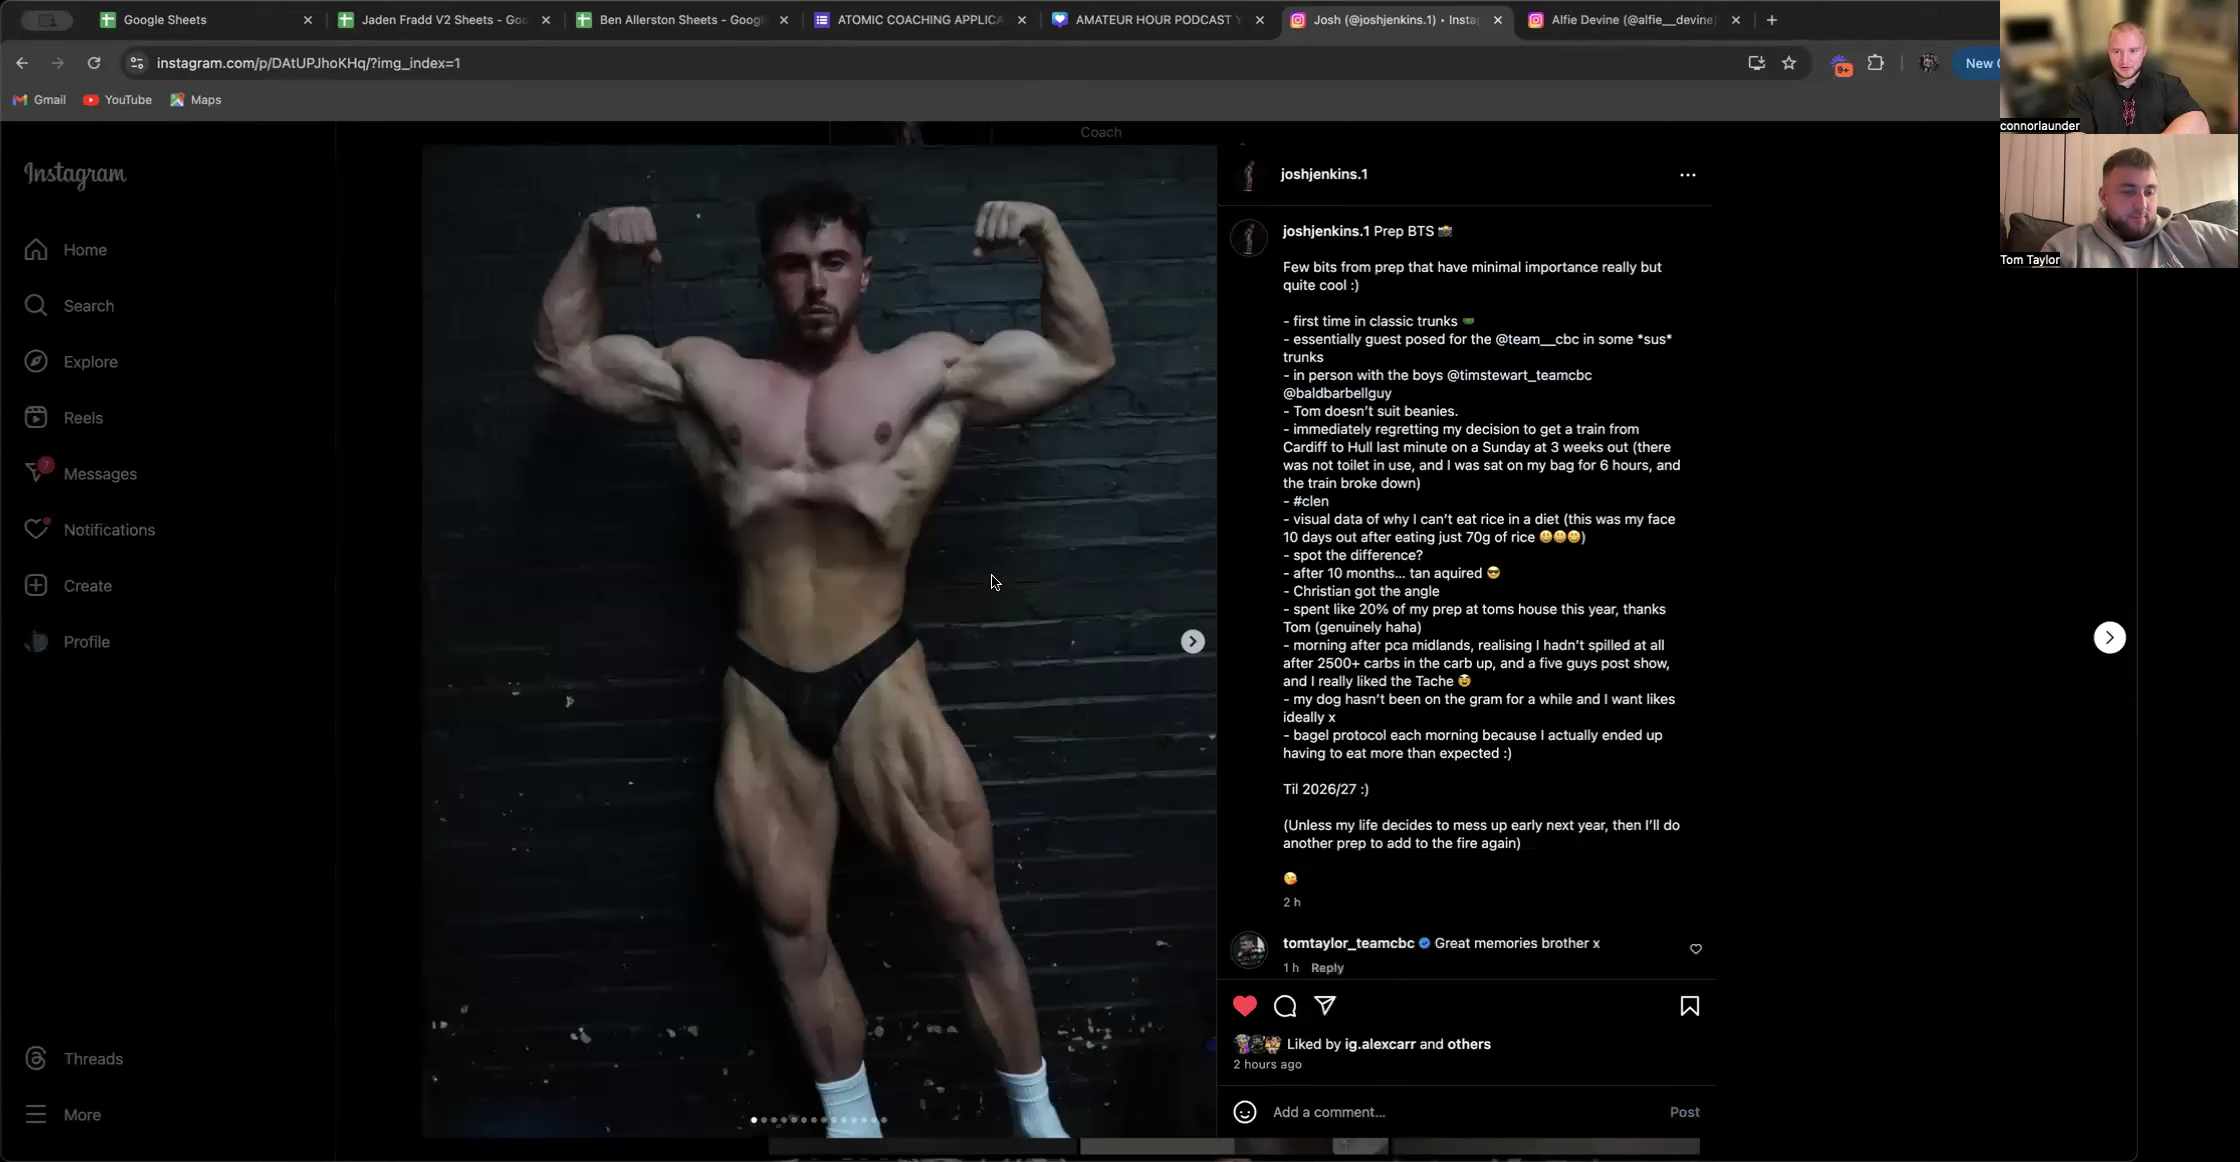 Google Sheets
Jaden Fradd V2 Sheets - Goo
Ben Allerston Sheets - Googl
ATOMIC COACHING APPLICA
AMATEUR HOUR PODCAST
Josh (@joshjenkins.1) • Insta
Alfie Devine (@alfie__devine
instagram.com/p/DAtUPJhoKHq/?img_index=1
9+
New
Gmail
YouTube
Maps
connorlaunder
Tom Taylor
Coach
Instagram
Home
Search
Explore
Reels
7
Messages
Notifications
Create
Profile
Threads
More
joshjenkins.1
joshjenkins.1 Prep BTS 📸
Few bits from prep that have minimal importance really but
quite cool :)
- first time in classic trunks 🩲
- essentially guest posed for the @team__cbc in some *sus*
trunks
- in person with the boys @timstewart_teamcbc
@baldbarbellguy
- Tom doesn't suit beanies.
- immediately regretting my decision to get a train from
Cardiff to Hull last minute on a Sunday at 3 weeks out (there
was not toilet in use, and I was sat on my bag for 6 hours, and
the train broke down)
- #clen
- visual data of why I can't eat rice in a diet (this was my face
10 days out after eating just 70g of rice 😃😃😃)
- spot the difference?
- after 10 months... tan aquired 😎
- Christian got the angle
- spent like 20% of my prep at toms house this year, thanks
Tom (genuinely haha)
- morning after pca midlands, realising I hadn't spilled at all
after 2500+ carbs in the carb up, and a five guys post show,
and I really liked the Tache 🥸
- my dog hasn't been on the gram for a while and I want likes
ideally x
- bagel protocol each morning because I actually ended up
having to eat more than expected :)
Til 2026/27 :)
(Unless my life decides to mess up early next year, then I'll do
another prep to add to the fire again)
😘
2 h
tomtaylor_teamcbc Great memories brother x
1 h Reply
Liked by ig.alexcarr and others
2 hours ago
Add a comment...
Post